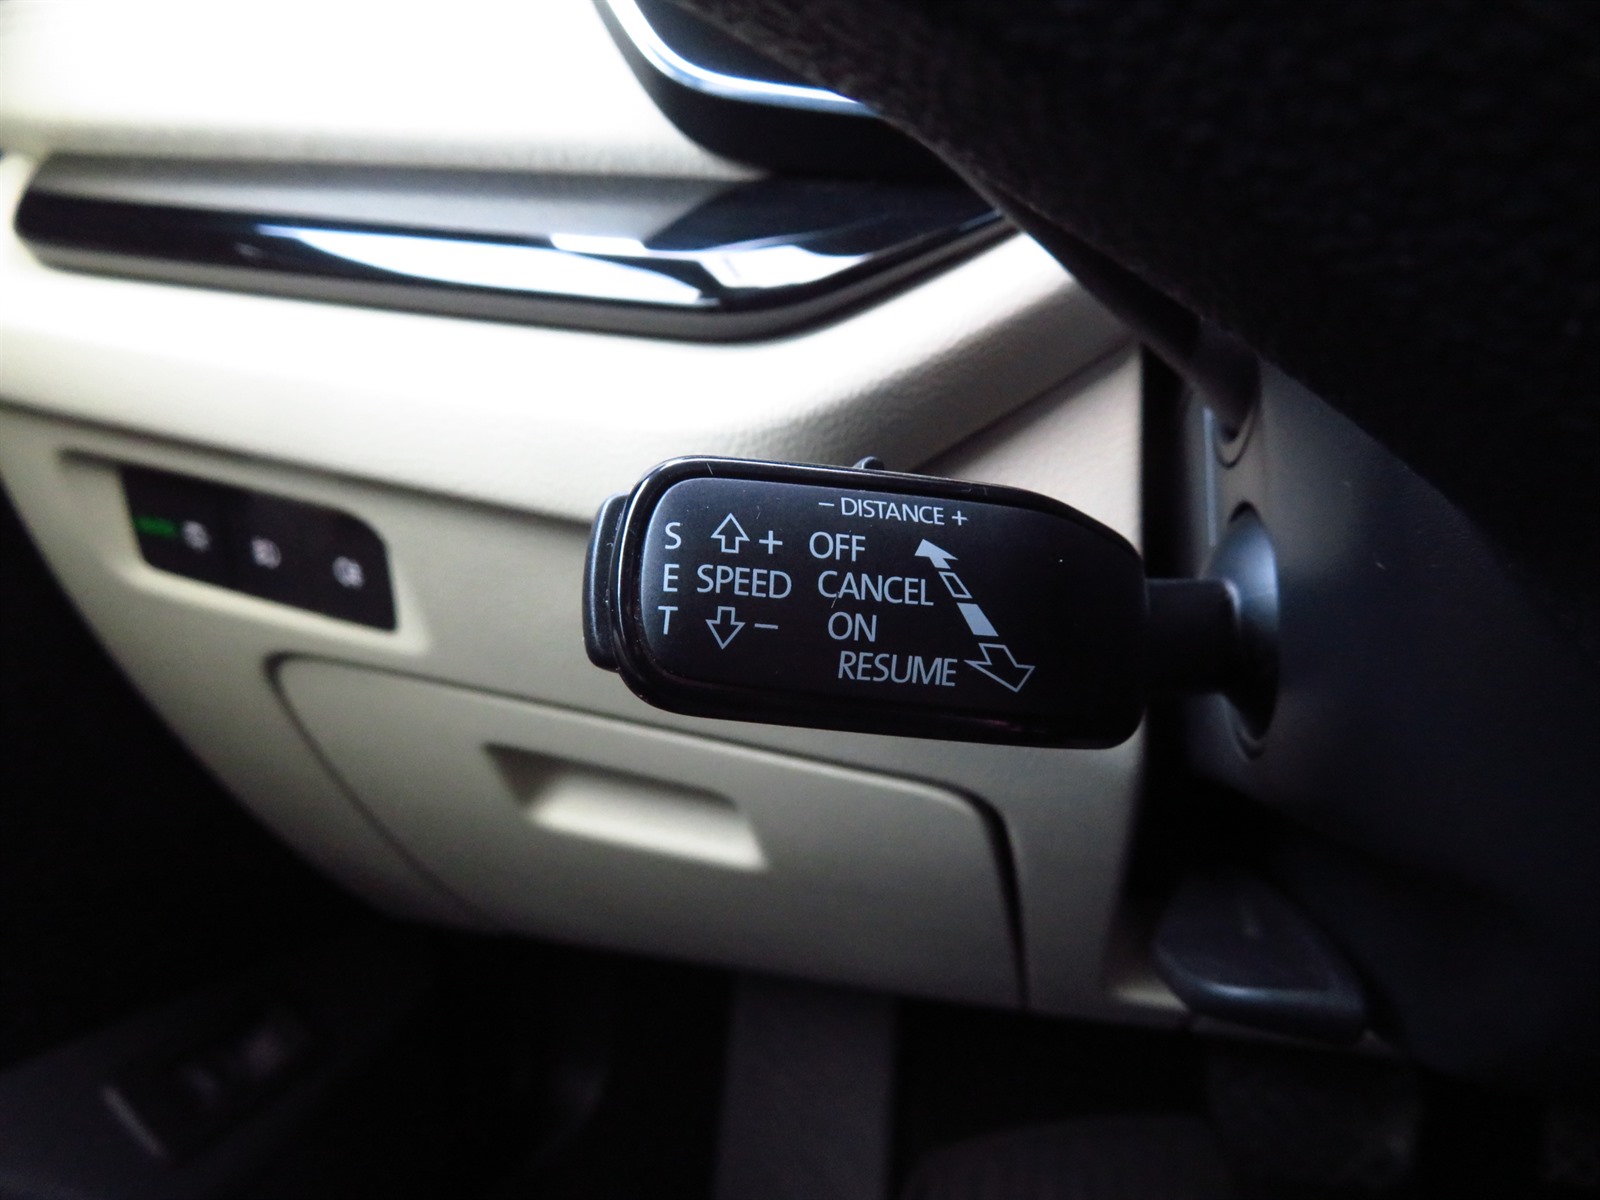 – DISTANCE +
S + OFF
E SPEED CANCEL
T – ON
RESUME